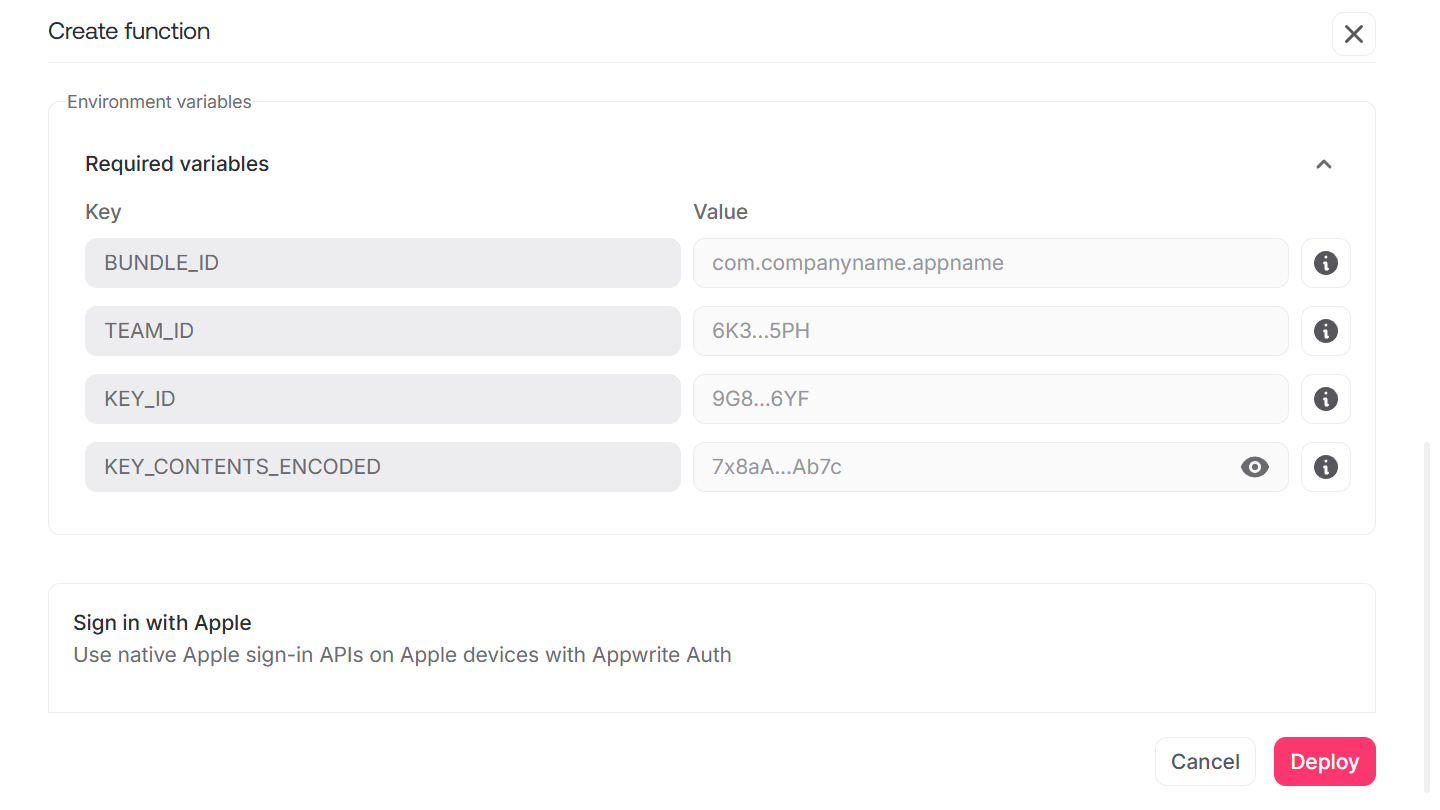 Create function
Environment variables
Required variables
Key Value
BUNDLE_ID com.companyname.appname
TEAM_ID 6K3...5PH
KEY_ID 9G8...6YF
KEY_CONTENTS_ENCODED 7x8aA...Ab7c
Sign in with Apple
Use native Apple sign-in APIs on Apple devices with Appwrite Auth
Cancel Deploy